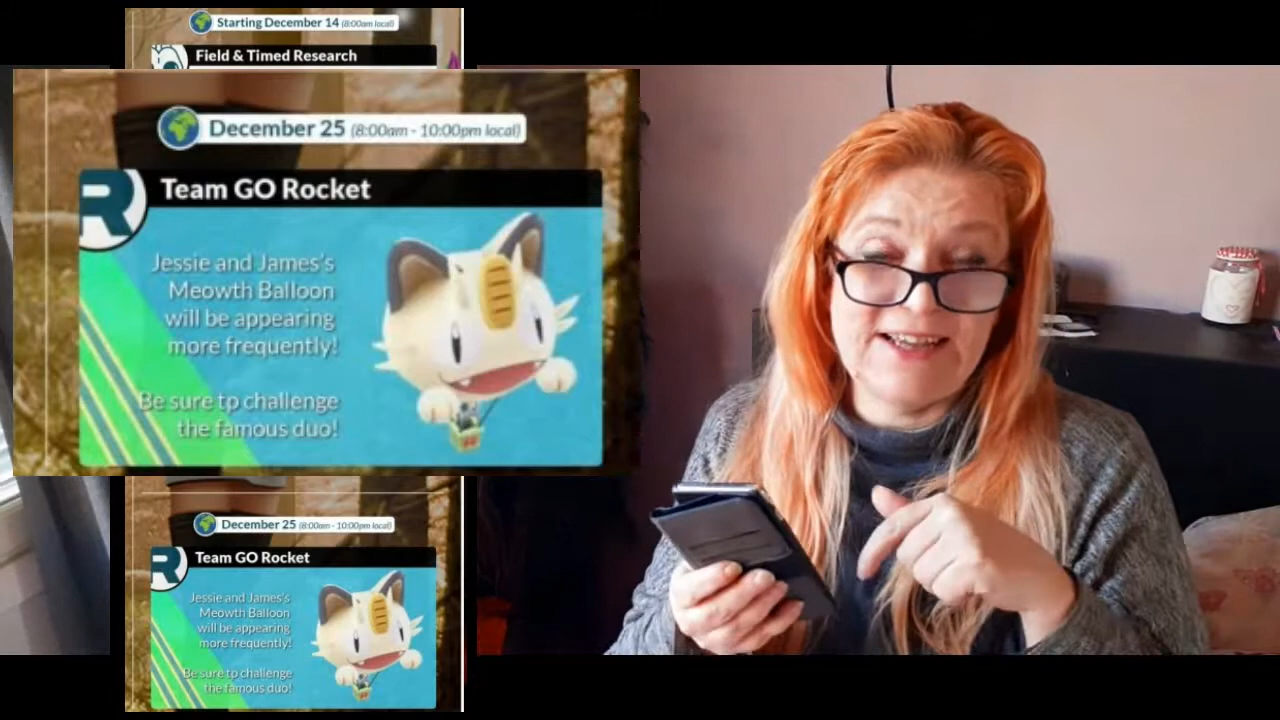 Starting December 14 (8:00am local)
Field & Timed Research
December 25 (8:00am - 10:00pm local)
R
Team GO Rocket
Jessie and James's
Meowth Balloon
will be appearing
more frequently!
Be sure to challenge
the famous duo!
December 25 (8:00am - 10:00pm local)
R
Team GO Rocket
Jessie and James's
Meowth Balloon
will be appearing
more frequently!
Be sure to challenge
the famous duo!